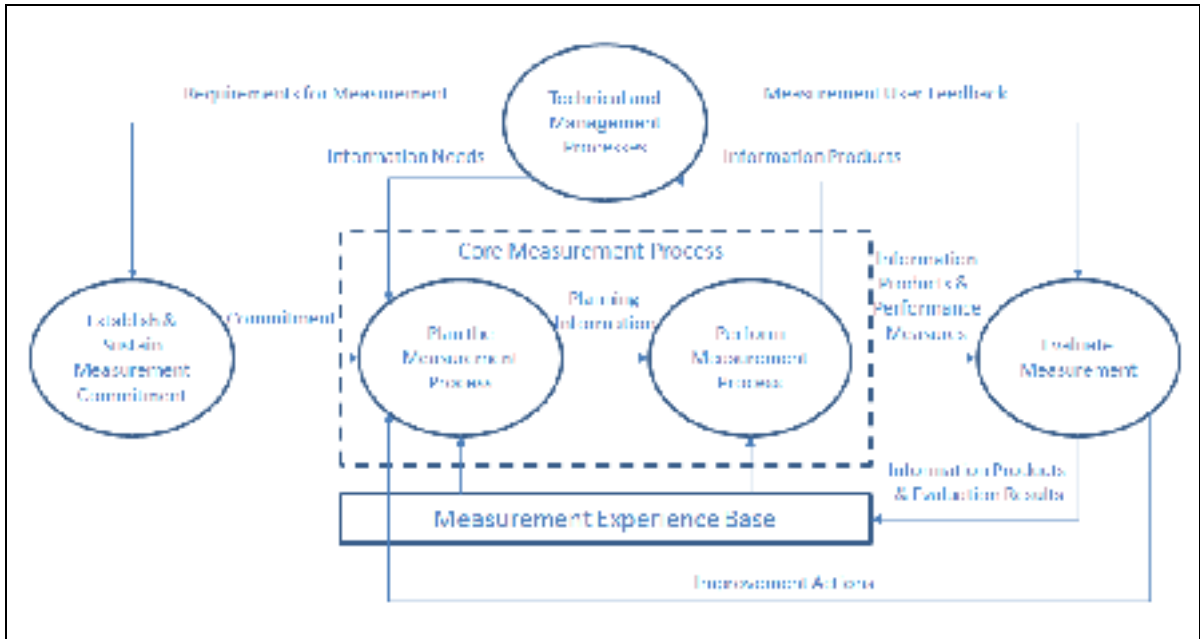 Requirements for Measurement
Technical and
Management
Processes
Measurement User Feedback
Information Needs
Information Products
Core Measurement Process
Establish &
Sustain
Measurement
Commitment
Commitment
Plan the
Measurement
Process
Planning
Information
Perform
Measurement
Process
Information
Products &
Performance
Measures
Evaluate
Measurement
Information Products
& Evaluation Results
Measurement Experience Base
Improvement Actions